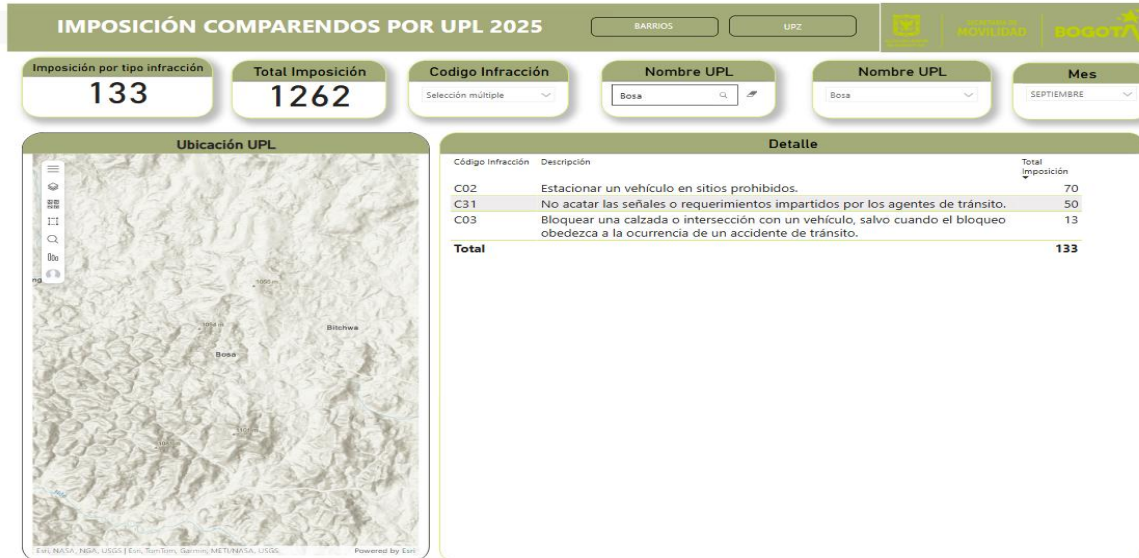 IMPOSICIÓN COMPARENDOS POR UPL 2025
BARRIOS
UPZ
SECRETARÍA DE
MOVILIDAD
BOGOTÁ
Imposición por tipo infracción
133
Total Imposición
1262
Codigo Infracción
Selección múltiple
Nombre UPL
Bosa
Nombre UPL
Bosa
Mes
SEPTIEMBRE
Ubicación UPL
Bitchwa
Bosa
Esri, NASA, NGA, USGS | Esri, TomTom, Garmin, METI/NASA, USGS
Powered by Esri
Detalle
Código Infracción Descripción Total
Imposición
C02 Estacionar un vehículo en sitios prohibidos. 70
C31 No acatar las señales o requerimientos impartidos por los agentes de tránsito. 50
C03 Bloquear una calzada o intersección con un vehículo, salvo cuando el bloqueo 13
obedezca a la ocurrencia de un accidente de tránsito.
Total 133